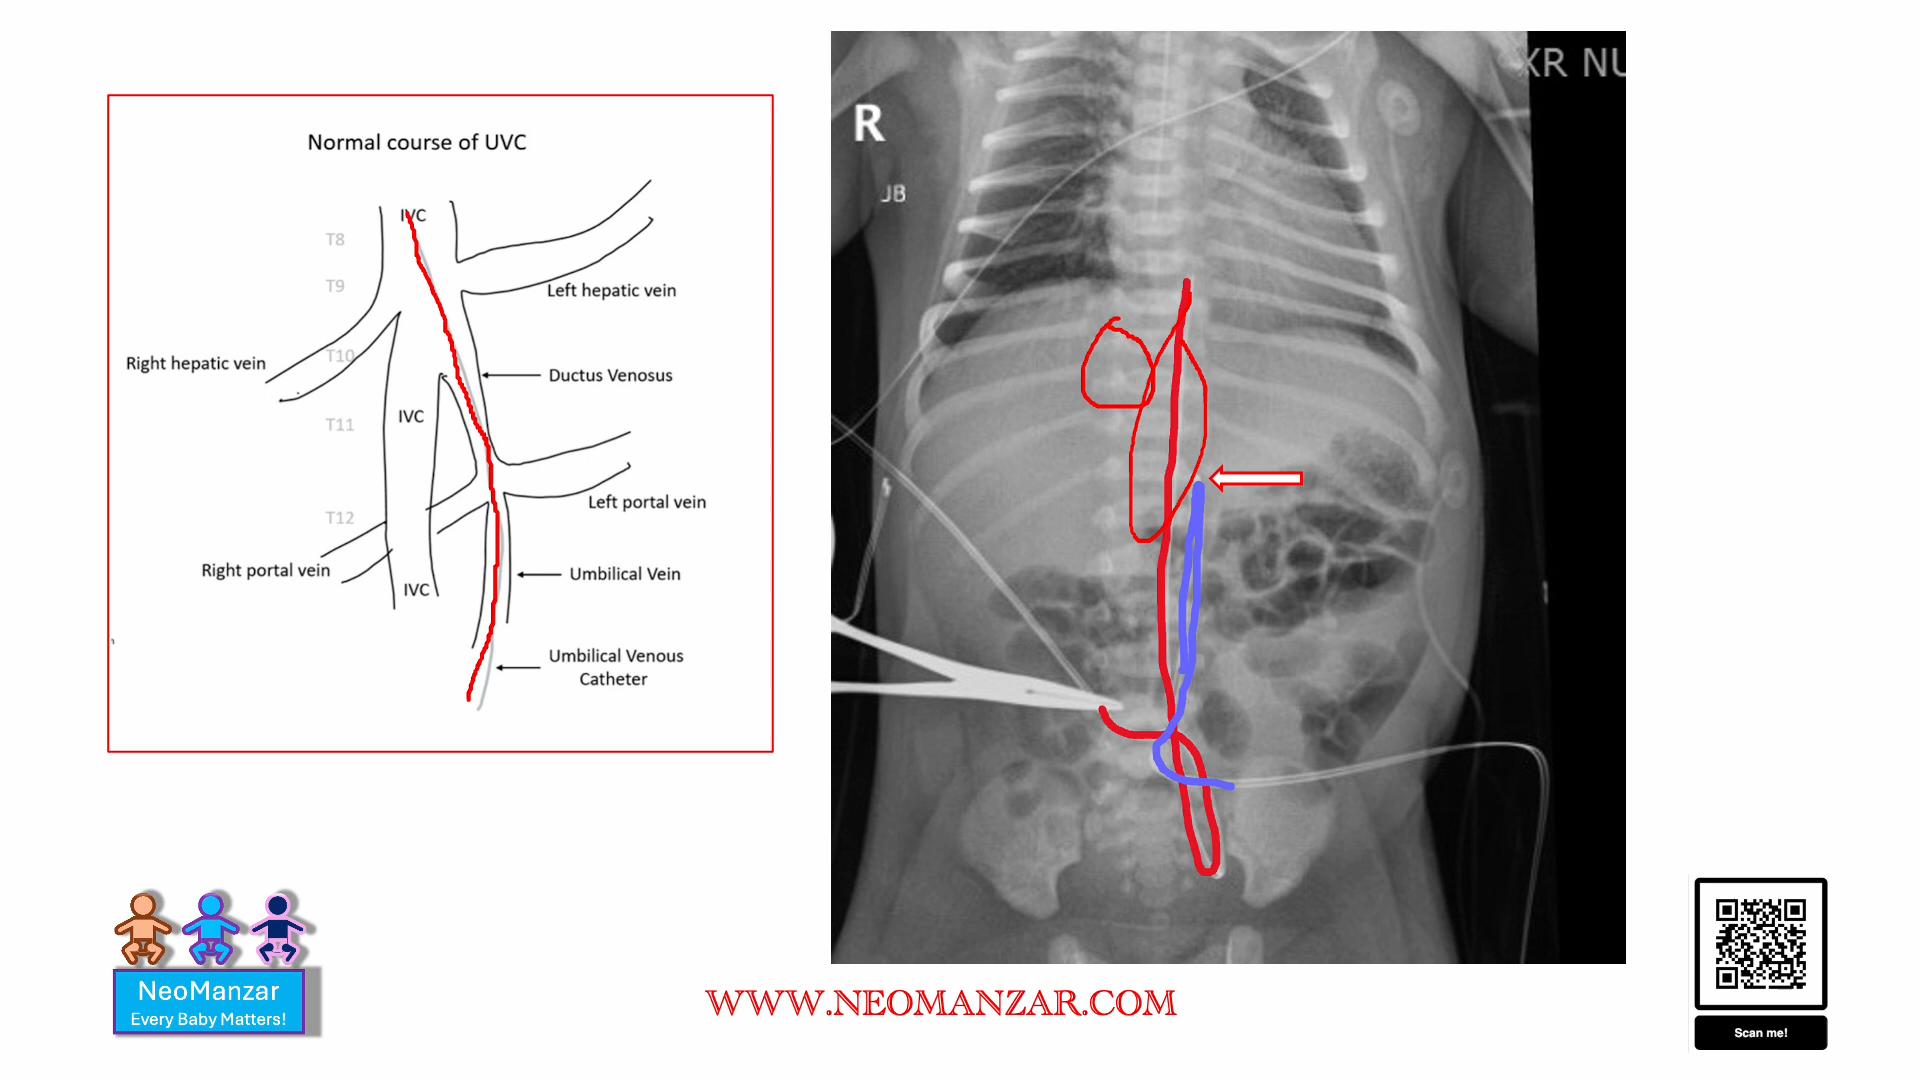 Normal course of UVC
IVC
T8
T9
Left hepatic vein
T10
Right hepatic vein
Ductus Venosus
IVC
T11
Left portal vein
T12
Right portal vein
Umbilical Vein
IVC
Umbilical Venous
Catheter
XR NU
R
JB
NeoManzar
Every Baby Matters!
WWW.NEOMANZAR.COM
Scan me!